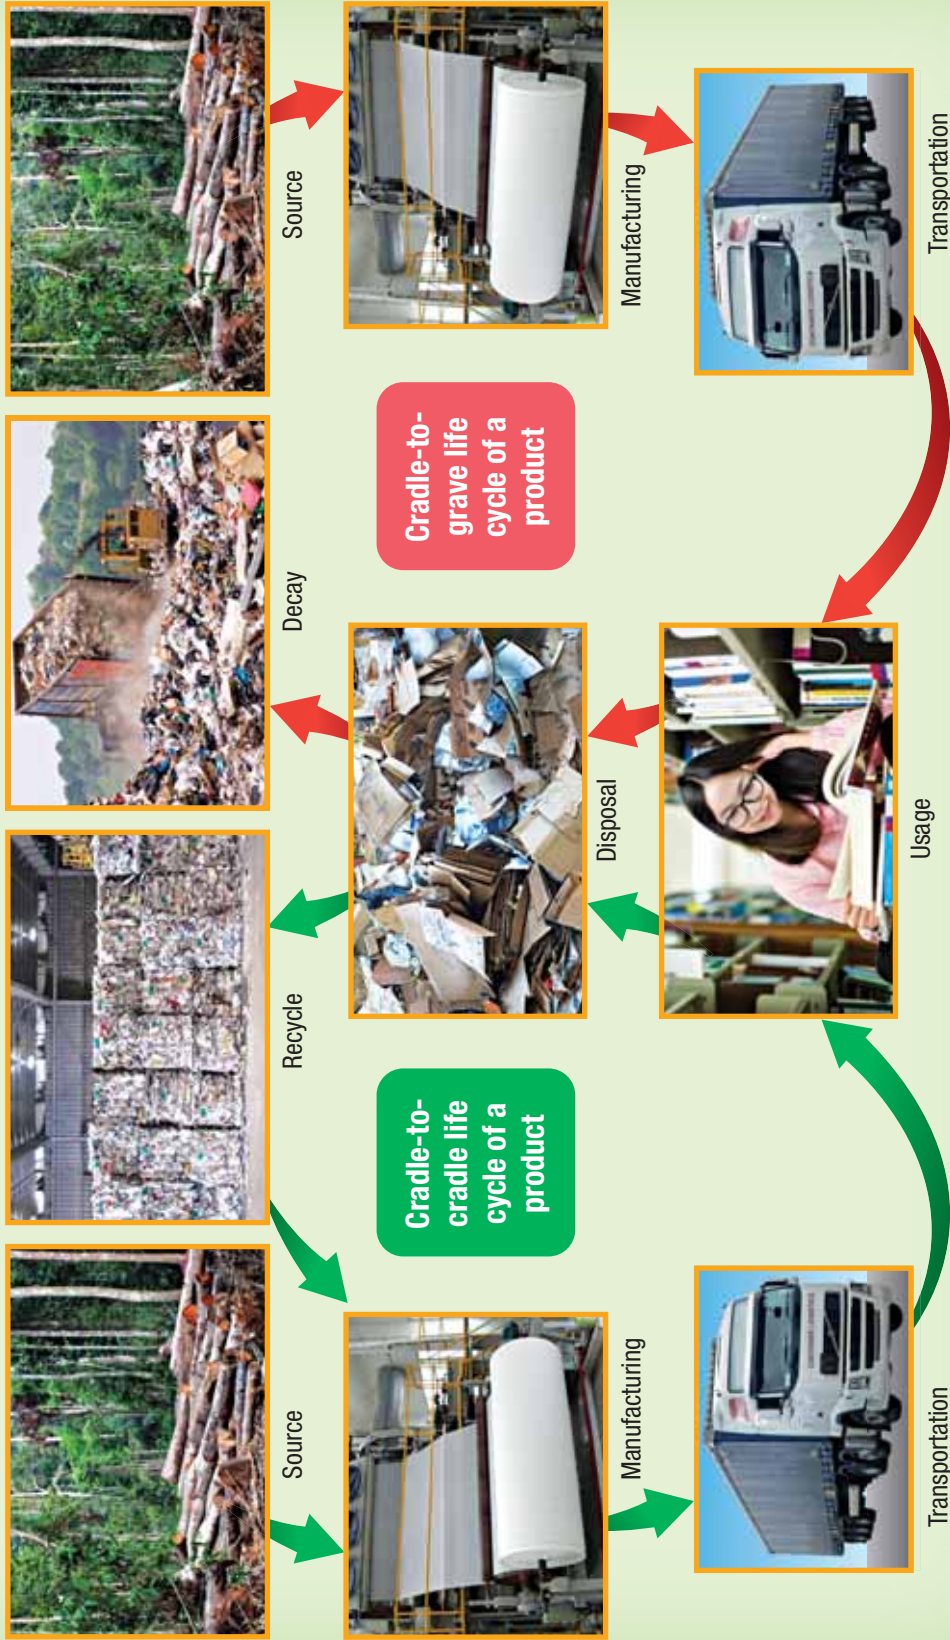 Source
Recycle
Decay
Source
Cradle-to-
cradle life
cycle of a
product
Cradle-to-
grave life
cycle of a
product
Manufacturing
Disposal
Manufacturing
Transportation
Usage
Transportation